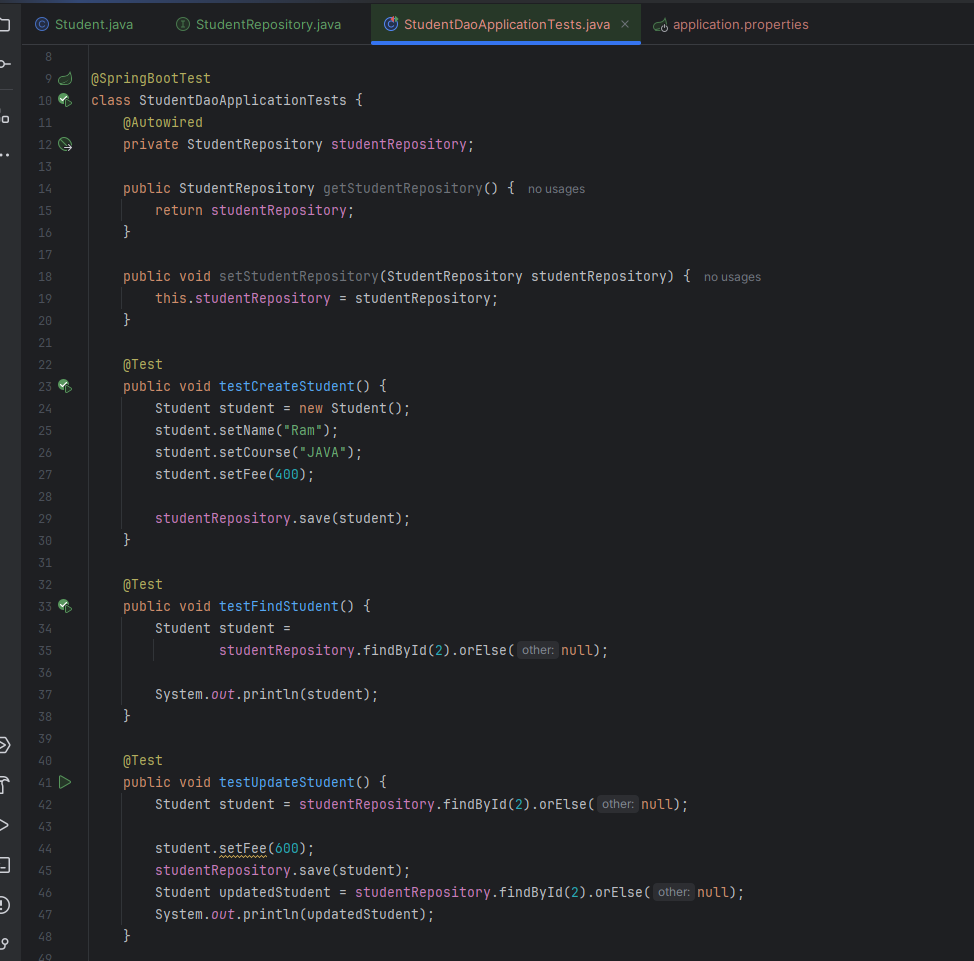 Student.java StudentRepository.java StudentDaoApplicationTests.java × application.properties
8
9 @SpringBootTest
10 class StudentDaoApplicationTests {
11 @Autowired
12 private StudentRepository studentRepository;
13
14 public StudentRepository getStudentRepository() { no usages
15 return studentRepository;
16 }
17
18 public void setStudentRepository(StudentRepository studentRepository) { no usages
19 this.studentRepository = studentRepository;
20 }
21
22 @Test
23 public void testCreateStudent() {
24 Student student = new Student();
25 student.setName("Ram");
26 student.setCourse("JAVA");
27 student.setFee(400);
28
29 studentRepository.save(student);
30 }
31
32 @Test
33 public void testFindStudent() {
34 Student student =
35 studentRepository.findById(2).orElse( other: null);
36
37 System.out.println(student);
38 }
39
40 @Test
41 public void testUpdateStudent() {
42 Student student = studentRepository.findById(2).orElse( other: null);
43
44 student.setFee(600);
45 studentRepository.save(student);
46 Student updatedStudent = studentRepository.findById(2).orElse( other: null);
47 System.out.println(updatedStudent);
48 }
49